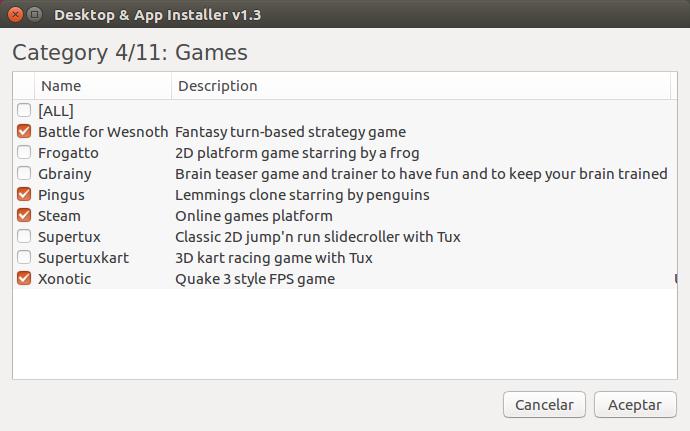 Desktop & App Installer v1.3
Category 4/11: Games
Name Description
[ALL]
Battle for Wesnoth Fantasy turn-based strategy game
Frogatto 2D platform game starring by a frog
Gbrainy Brain teaser game and trainer to have fun and to keep your brain trained
Pingus Lemmings clone starring by penguins
Steam Online games platform
Supertux Classic 2D jump'n run slidecroller with Tux
Supertuxkart 3D kart racing game with Tux
Xonotic Quake 3 style FPS game
Cancelar Aceptar